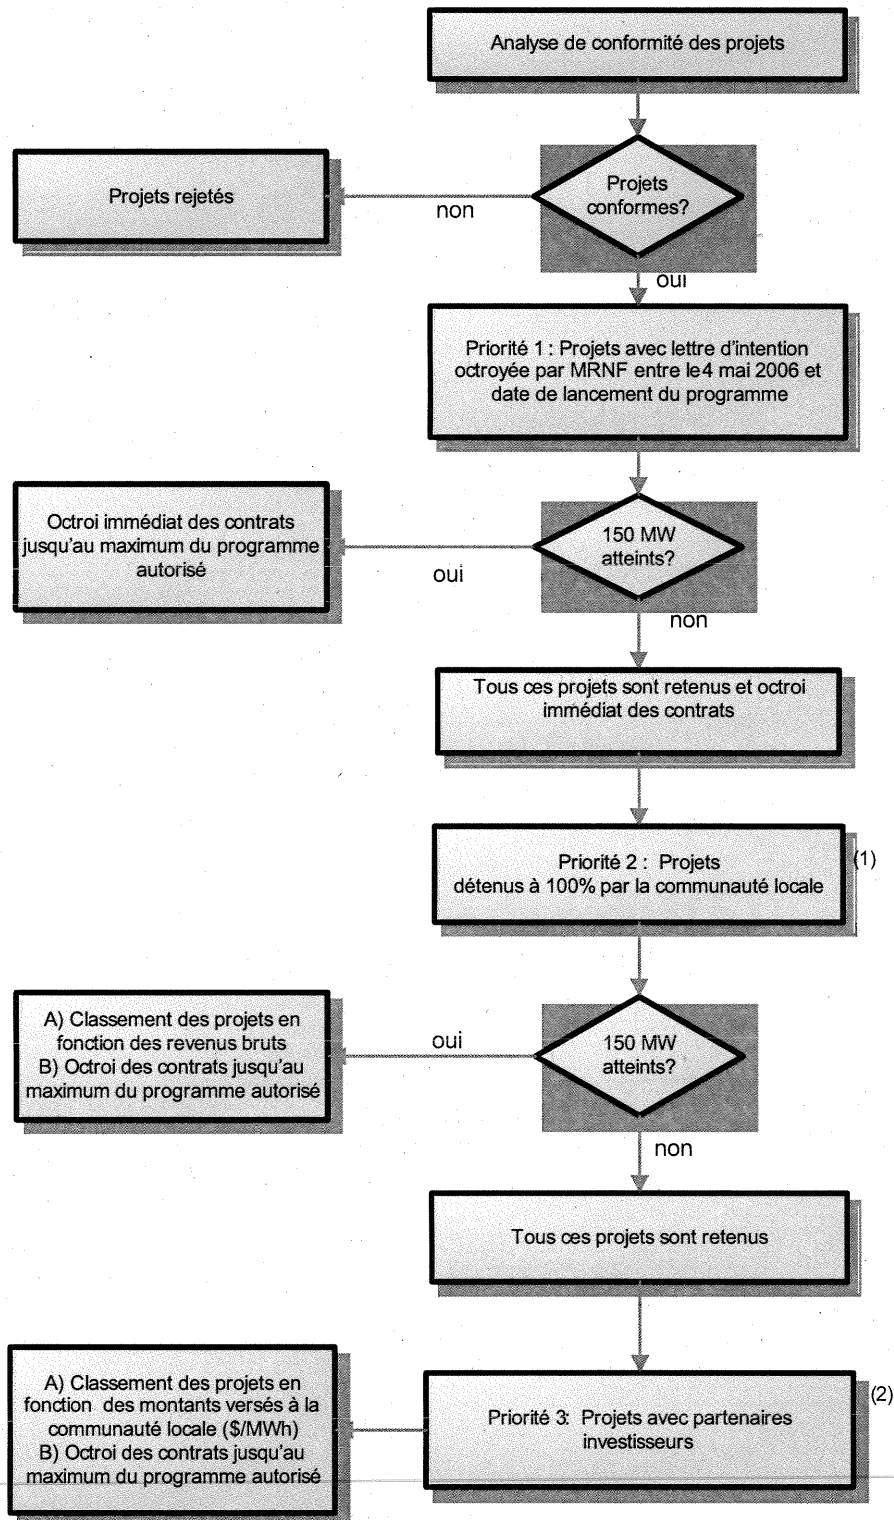 Analyse de conformité des projets
Projets
conformes?
Projets rejetés
non
oui
Priorité 1 : Projets avec lettre d'intention
octroyée par MRNF entre le 4 mai 2006 et
date de lancement du programme
Octroi immédiat des contrats
jusqu'au maximum du programme
autorisé
150 MW
atteints?
oui
non
Tous ces projets sont retenus et octroi
immédiat des contrats
Priorité 2 : Projets
détenus à 100% par la communauté locale
(1)
A) Classement des projets en
fonction des revenus bruts
B) Octroi des contrats jusqu'au
maximum du programme autorisé
oui
150 MW
atteints?
non
Tous ces projets sont retenus
A) Classement des projets en
fonction des montants versés à la
communauté locale ($/MWh)
B) Octroi des contrats jusqu'au
maximum du programme autorisé
Priorité 3: Projets avec partenaires
investisseurs
(2)